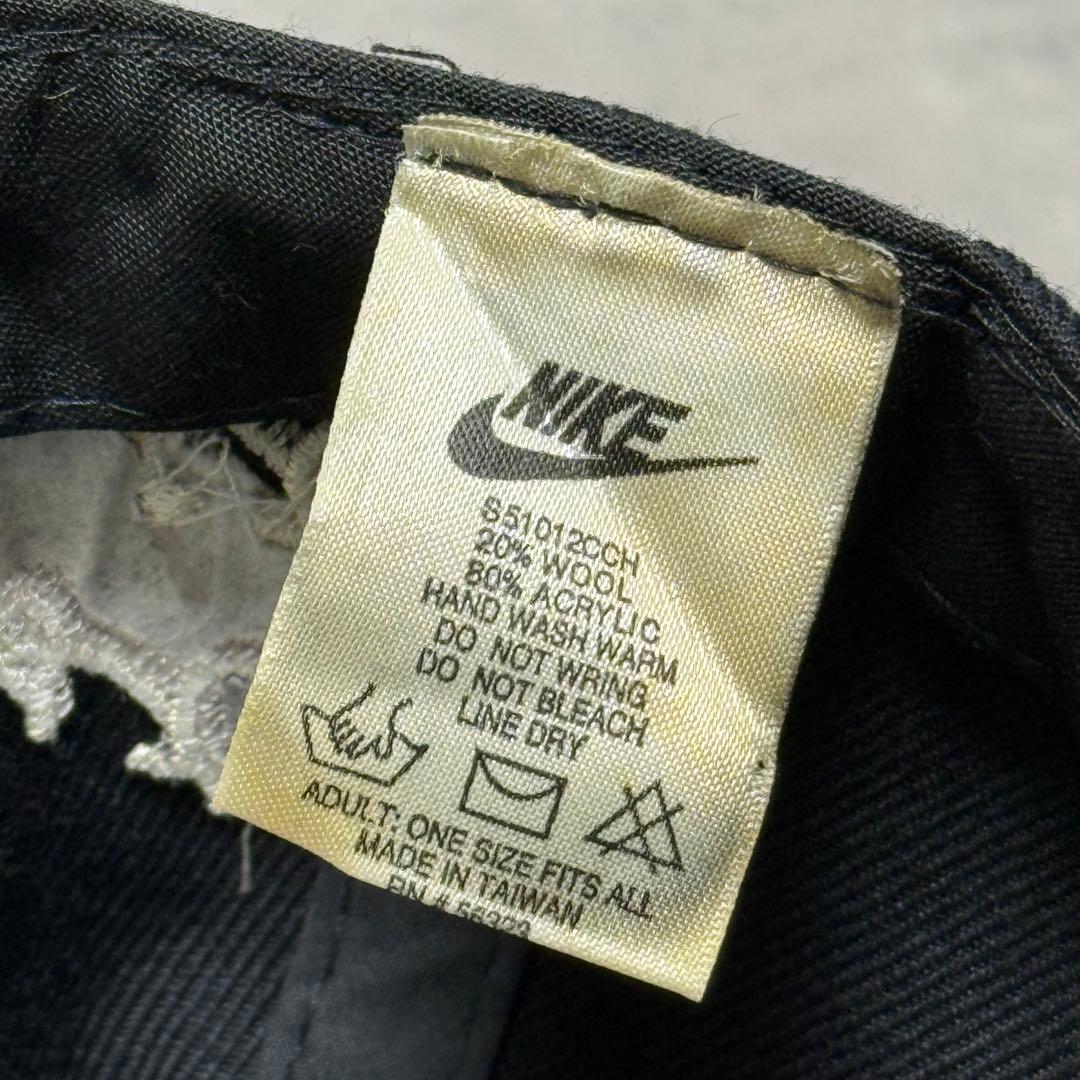 NIKE
S51012CCH
20% WOOL
80% ACRYLIC
HAND WASH WARM
DO NOT WRING
DO NOT BLEACH
LINE DRY
ADULT: ONE SIZE FITS ALL
MADE IN TAIWAN
RN #